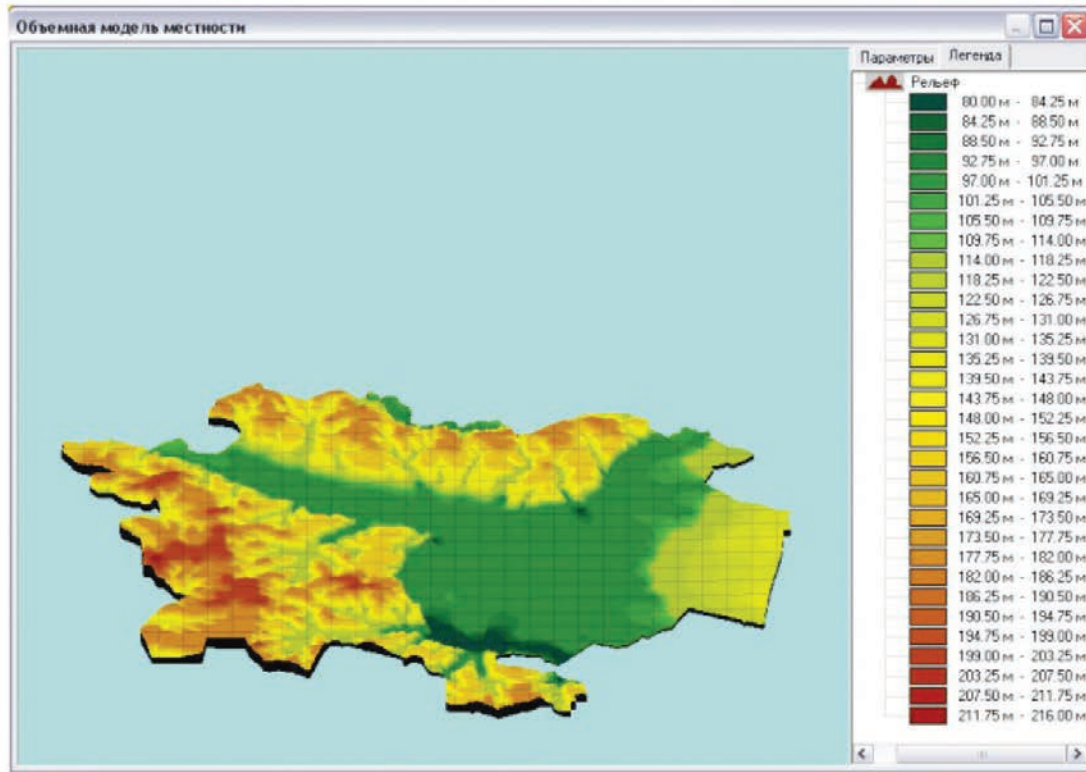 Объемная модель местности
Параметры Легенда
Рельеф
80.00 м - 84.25 м
84.25 м - 88.50 м
88.50 м - 92.75 м
92.75 м - 97.00 м
97.00 м - 101.25 м
101.25 м - 105.50 м
105.50 м - 109.75 м
109.75 м - 114.00 м
114.00 м - 118.25 м
118.25 м - 122.50 м
122.50 м - 126.75 м
126.75 м - 131.00 м
131.00 м - 135.25 м
135.25 м - 139.50 м
139.50 м - 143.75 м
143.75 м - 148.00 м
148.00 м - 152.25 м
152.25 м - 156.50 м
156.50 м - 160.75 м
160.75 м - 165.00 м
165.00 м - 169.25 м
169.25 м - 173.50 м
173.50 м - 177.75 м
177.75 м - 182.00 м
182.00 м - 186.25 м
186.25 м - 190.50 м
190.50 м - 194.75 м
194.75 м - 199.00 м
199.00 м - 203.25 м
203.25 м - 207.50 м
207.50 м - 211.75 м
211.75 м - 216.00 м